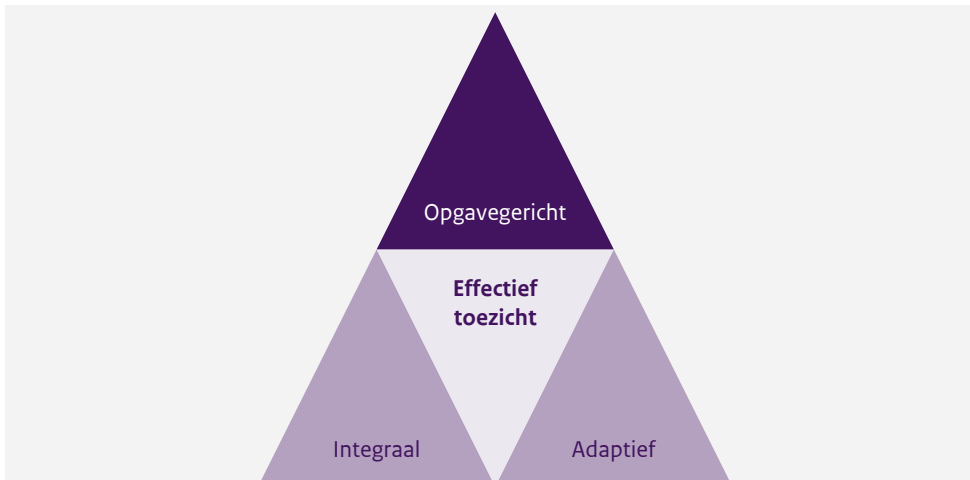 Opgavegericht
Effectief
toezicht
Integraal
Adaptief